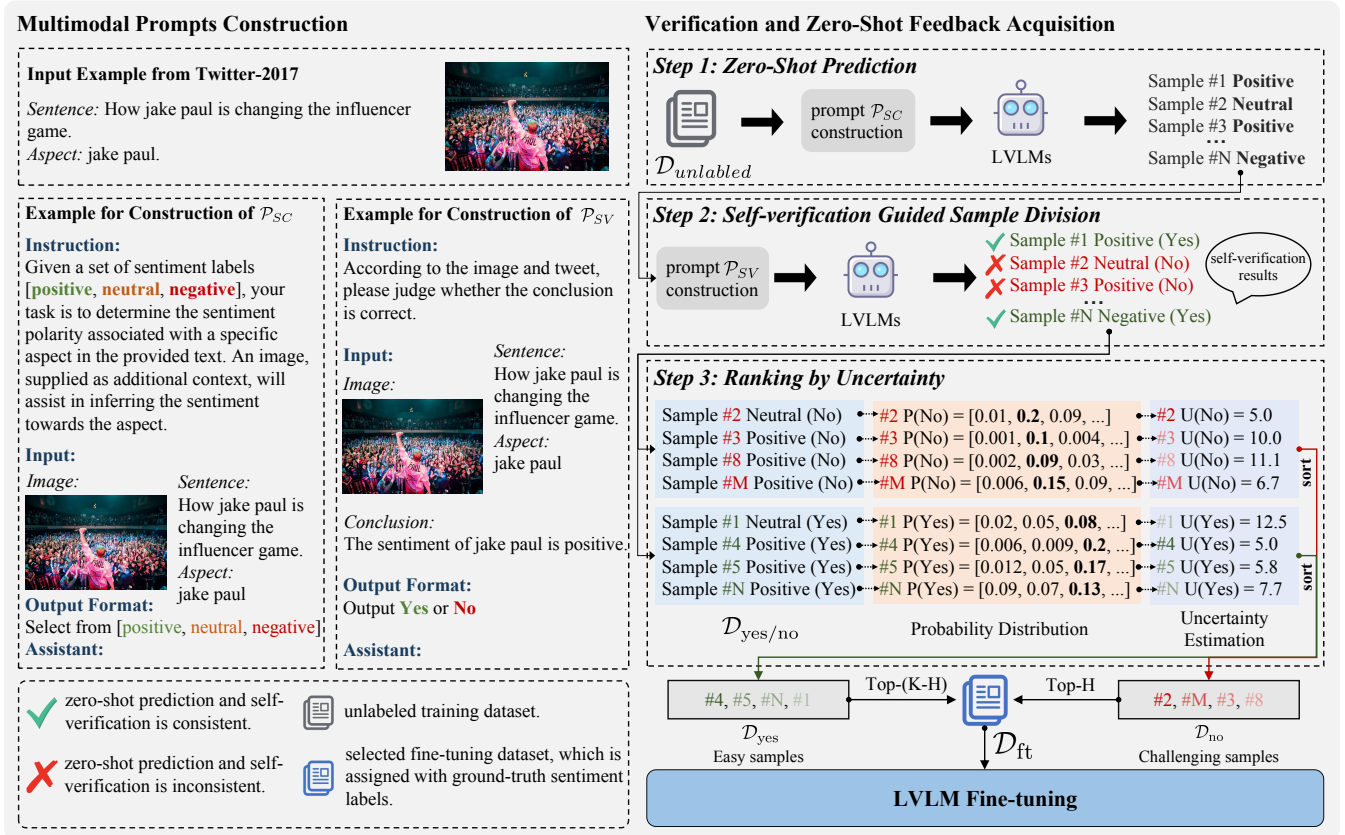 Multimodal Prompts Construction
Input Example from Twitter-2017
Sentence: How jake paul is changing the influencer
game.
Aspect: jake paul.
Example for Construction of 𝒫SC
Instruction:
Given a set of sentiment labels
[positive, neutral, negative], your
task is to determine the sentiment
polarity associated with a specific
aspect in the provided text. An image,
supplied as additional context, will
assist in inferring the sentiment
towards the aspect.
Input:
Image:
Sentence:
How jake paul is
changing the
influencer game.
Aspect:
jake paul
Output Format:
Select from [positive, neutral, negative]
Assistant:
Example for Construction of 𝒫SV
Instruction:
According to the image and tweet,
please judge whether the conclusion
is correct.
Input:
Image:
Sentence:
How jake paul is
changing the
influencer game.
Aspect:
jake paul
Conclusion:
The sentiment of jake paul is positive.
Output Format:
Output Yes or No
Assistant:
zero-shot prediction and self-
verification is consistent.
zero-shot prediction and self-
verification is inconsistent.
unlabeled training dataset.
selected fine-tuning dataset, which is
assigned with ground-truth sentiment
labels.
Verification and Zero-Shot Feedback Acquisition
Step 1: Zero-Shot Prediction
𝒟unlabled
prompt 𝒫SC
construction
LVLMs
Sample #1 Positive
Sample #2 Neutral
Sample #3 Positive
...
Sample #N Negative
Step 2: Self-verification Guided Sample Division
prompt 𝒫SV
construction
LVLMs
Sample #1 Positive (Yes)
Sample #2 Neutral (No)
Sample #3 Positive (No)
...
Sample #N Negative (Yes)
self-verification
results
Step 3: Ranking by Uncertainty
Sample #2 Neutral (No) #2 P(No) = [0.01, 0.2, 0.09, ...] #2 U(No) = 5.0
Sample #3 Positive (No) #3 P(No) = [0.001, 0.1, 0.004, ...] #3 U(No) = 10.0
Sample #8 Positive (No) #8 P(No) = [0.002, 0.09, 0.03, ...] #8 U(No) = 11.1
Sample #M Positive (No) #M P(No) = [0.006, 0.15, 0.09, ...] #M U(No) = 6.7
sort
Sample #1 Neutral (Yes) #1 P(Yes) = [0.02, 0.05, 0.08, ...] #1 U(Yes) = 12.5
Sample #4 Positive (Yes) #4 P(Yes) = [0.006, 0.009, 0.2, ...] #4 U(Yes) = 5.0
Sample #5 Positive (Yes) #5 P(Yes) = [0.012, 0.05, 0.17, ...] #5 U(Yes) = 5.8
Sample #N Positive (Yes) #N P(Yes) = [0.09, 0.07, 0.13, ...] #N U(Yes) = 7.7
sort
𝒟yes/no
Probability Distribution
Uncertainty
Estimation
#4, #5, #N, #1
𝒟yes
Easy samples
Top-(K-H)
Top-H
𝒟ft
#2, #M, #3, #8
𝒟no
Challenging samples
LVLM Fine-tuning